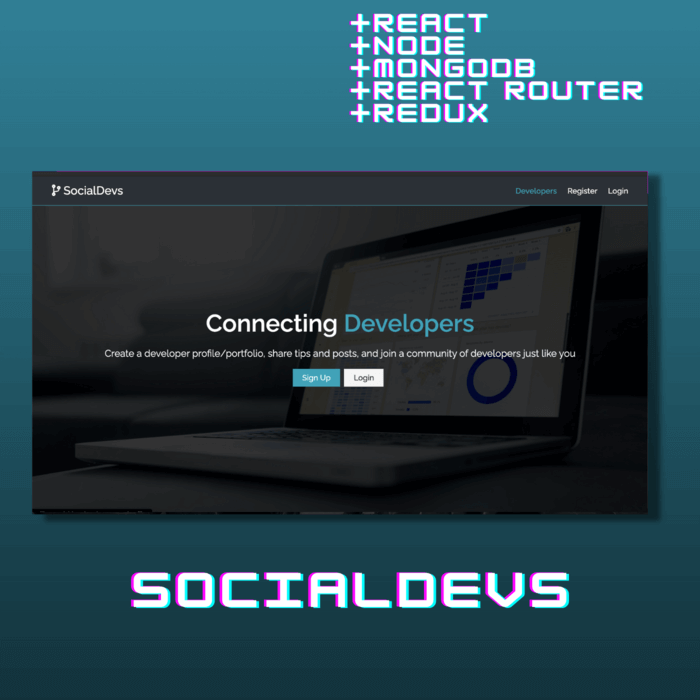 +REACT
+NODE
+MONGODB
+REACT ROUTER
+REDUX
SocialDevs
Developers Register Login
Connecting Developers
Create a developer profile/portfolio, share tips and posts, and join a community of developers just like you
Sign Up Login
SOCIALDEVS